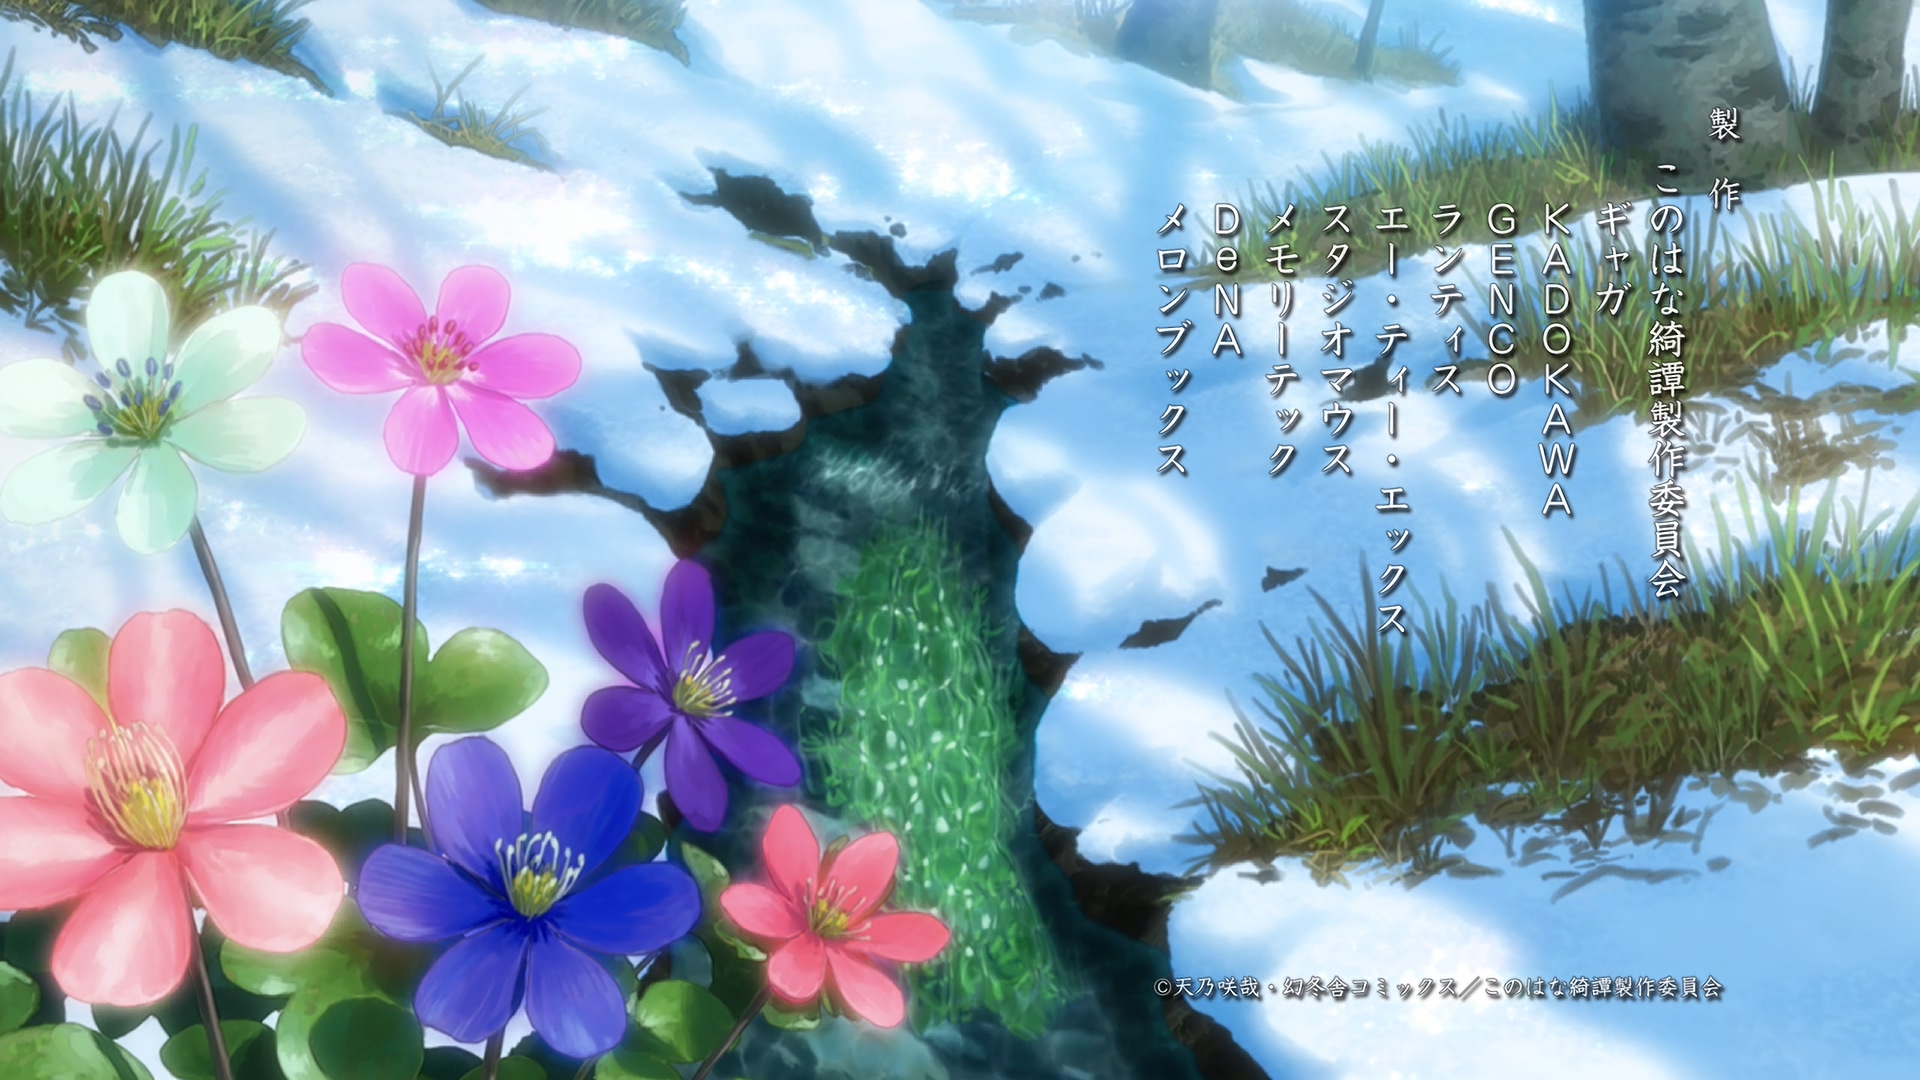 製作
このはな綺譚製作委員会
ギャガ
KADOKAWA
GENCO
ランティス
エー・ティー・エックス
スタジオマウス
メモリーテック
DeNA
メロンブックス
©天乃咲哉・幻冬舎コミックス／このはな綺譚製作委員会